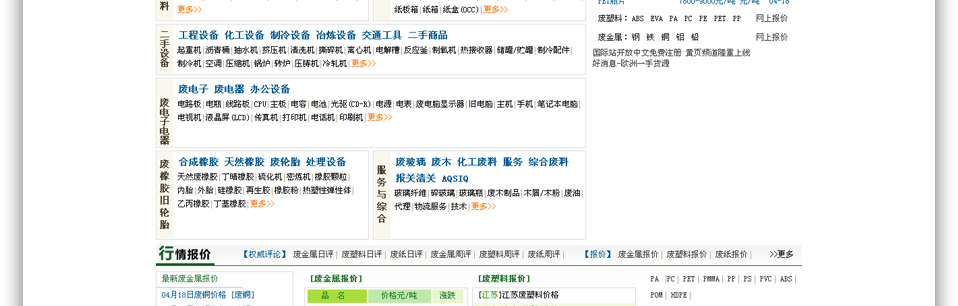 料
更多>>
纸板箱|纸箱|纸盒(OCC)|更多>>
PET瓶片 7800-9000元/吨 元/吨 04-18
废塑料：ABS EVA PA PC PE PET PP 网上报价
废金属：钢 铁 铜 铝 铅 网上报价
国际站开放中文免费注册 黄页频道隆重上线
好消息-欧洲一手货源
二手设备
工程设备 化工设备 制冷设备 冶炼设备 交通工具 二手商品
起重机|沥青桶|抽水机|挤压机|清洗机|撕碎机|离心机|电解槽|反应釜|制氧机|热接收器|储罐/贮罐|制冷配件|
制冷机|空调|压缩机|锅炉|转炉|压铸机|冷轧机|更多>>
废电子电器
废电子 废电器 办公设备
电路板|电瓶|线路板|CPU|主板|电容|电池|光驱(CD-R)|电源|电表|废电脑显示器|旧电脑|主机|手机|笔记本电脑|
电视机|液晶屏(LCD)|传真机|打印机|电话机|印刷机|更多>>
废橡胶旧轮胎
合成橡胶 天然橡胶 废轮胎 处理设备
天然废橡胶|丁晴橡胶|硫化机|密炼机|橡胶颗粒|
内胎|外胎|硅橡胶|再生胶|橡胶粉|热塑性弹性体|
乙丙橡胶|丁基橡胶|更多>>
服务与综合
废玻璃 废木 化工废料 服务 综合废料
报关清关 AQSIQ
玻璃纤维|碎玻璃|玻璃瓶|废木制品|木屑/木粉|废油|
代理|物流服务|技术|更多>>
行情报价 【权威评论】 废金属日评| 废塑料日评| 废纸日评| 废金属周评| 废塑料周评| 废纸周评| 【报价】 废金属报价| 废塑料报价| 废纸报价| >>更多
最新废金属报价
04月18日废铜价格 [废铜]
[废金属报价]
品 名 价格元/吨 涨跌
[废塑料报价]
[江苏]江苏废塑料价格
PA |PC| PET| PMMA| PP | PS | PVC | ABS|
POM | HDPE |